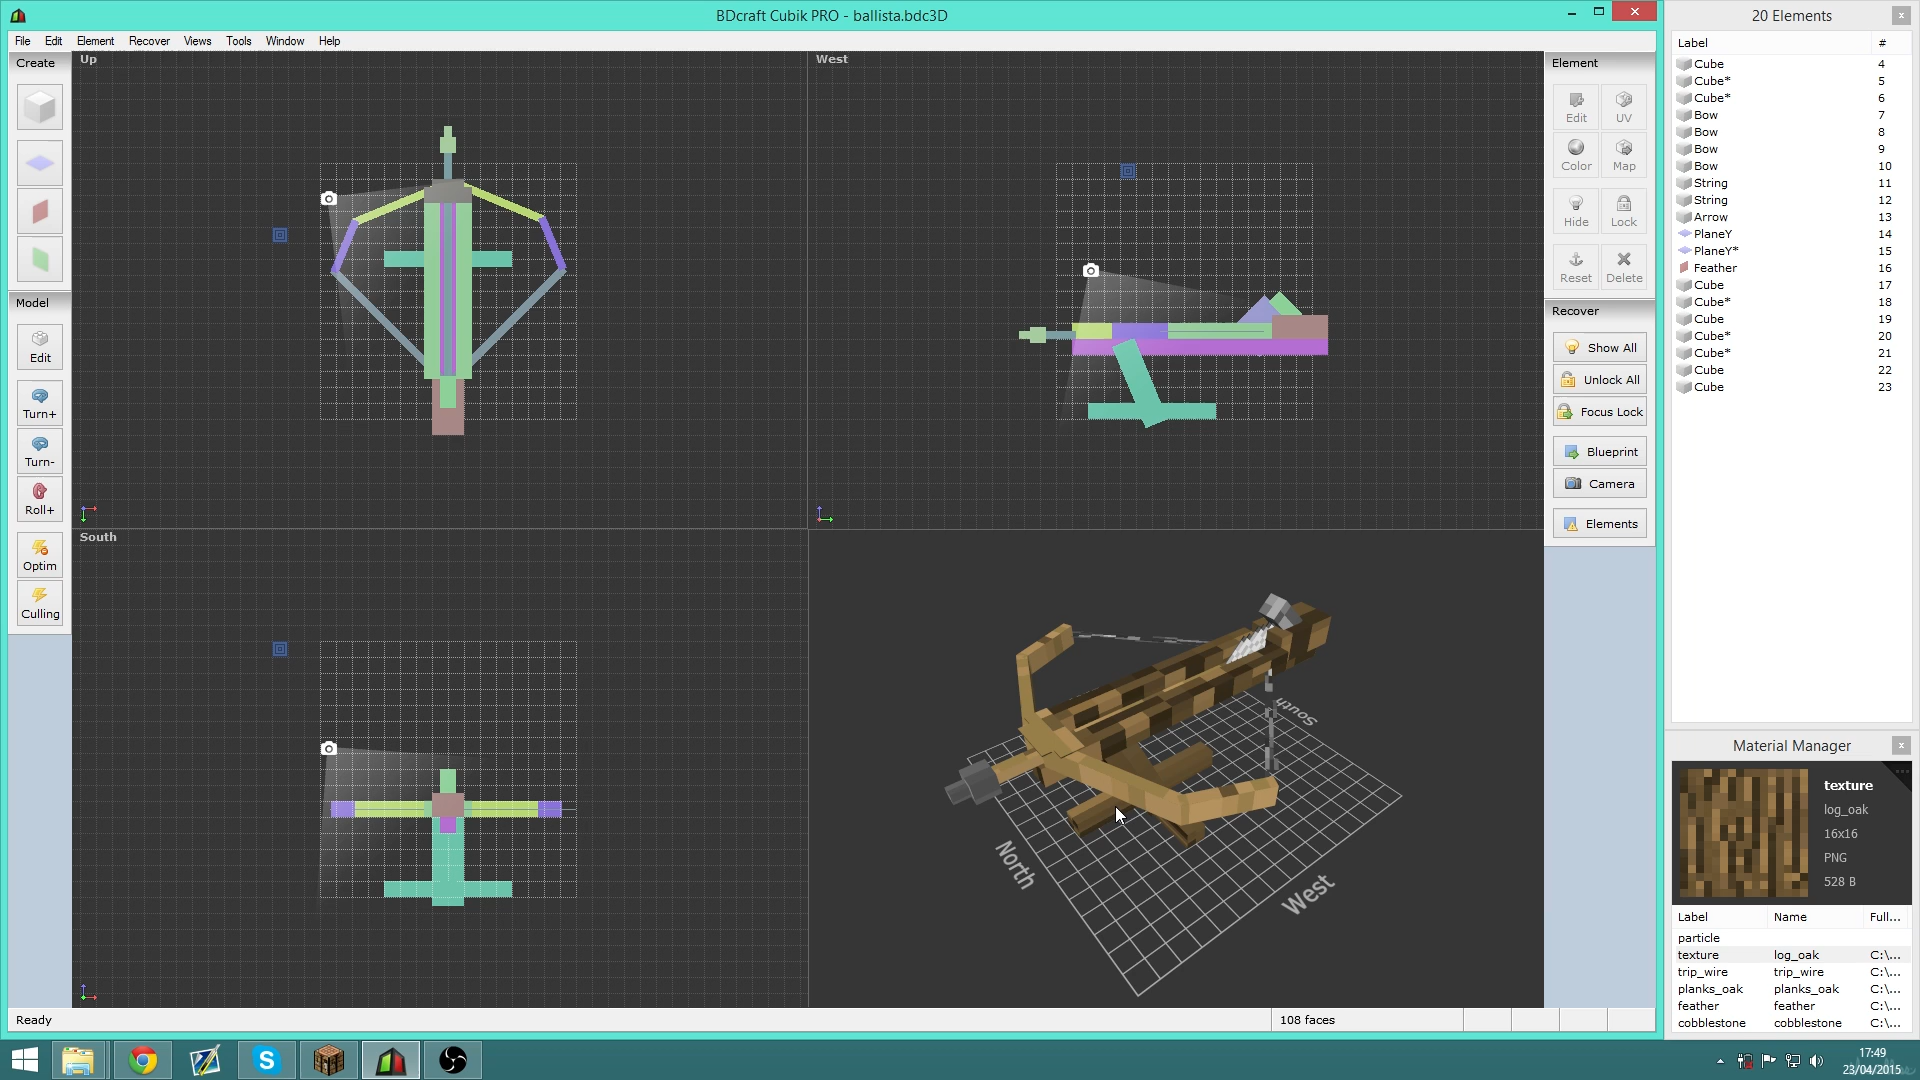 BDcraft Cubik PRO - ballista.bdc3D
File Edit Element Recover Views Tools Window Help
Create
Model
Edit
Turn+
Turn-
Roll+
Optim
Culling
Up
West
South
South
North
West
Element
Edit UV
Color Map
Hide Lock
Reset Delete
Recover
Show All
Unlock All
Focus Lock
Blueprint
Camera
Elements
Ready
108 faces
20 Elements
Label #
Cube 4
Cube* 5
Cube* 6
Bow 7
Bow 8
Bow 9
Bow 10
String 11
String 12
Arrow 13
PlaneY 14
PlaneY* 15
Feather 16
Cube 17
Cube* 18
Cube 19
Cube* 20
Cube* 21
Cube 22
Cube 23
Material Manager
texture
log_oak
16x16
PNG
528 B
Label Name Full...
particle
texture log_oak C:\...
trip_wire trip_wire C:\...
planks_oak planks_oak C:\...
feather feather C:\...
cobblestone cobblestone C:\...
17:49
23/04/2015